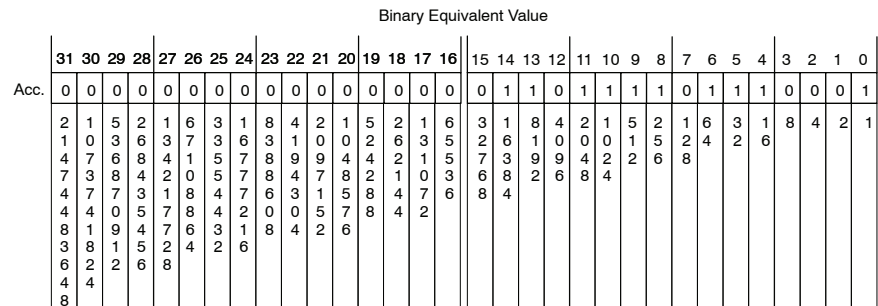 Binary Equivalent Value
31 30 29 28 27 26 25 24 23 22 21 20 19 18 17 16 15 14 13 12 11 10 9 8 7 6 5 4 3 2 1 0
Acc. 0 0 0 0 0 0 0 0 0 0 0 0 0 0 0 0 0 1 1 0 1 1 1 1 0 1 1 1 0 0 0 1
21474483648 1073741824 536870912 268435456 134217728 67108864 33554432 16777216 8388608 4194304 2097152 1048576 524288 262144 131072 65536 32768 16384 8192 4096 2048 1024 512 256 128 64 32 16 8 4 2 1